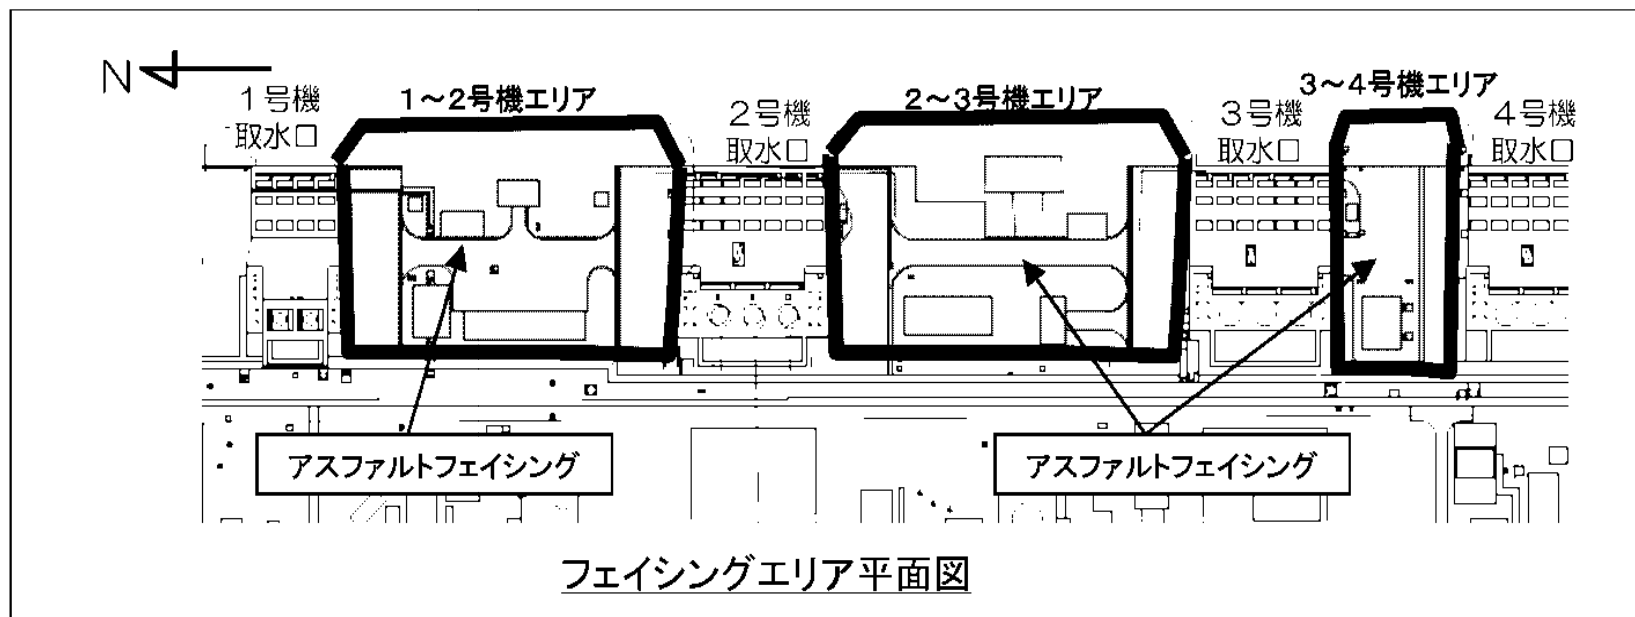 N
1号機
取水口
1～2号機エリア
2号機
取水口
2～3号機エリア
3号機
取水口
3～4号機エリア
4号機
取水口
アスファルトフェイシング
アスファルトフェイシング
フェイシングエリア平面図